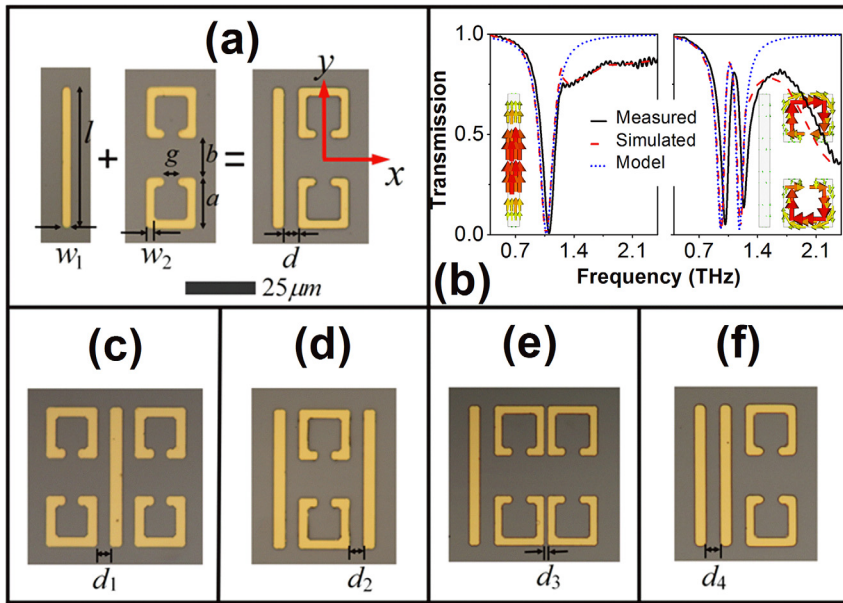 (a)
y
x
l
+
g
b
=
a
w1
w2
d
25μm
(b)
Transmission
1.0
0.5
0.0
Measured
Simulated
Model
0.7 1.4 2.1 0.7 1.4 2.1
Frequency (THz)
(c)
d1
(d)
d2
(e)
d3
(f)
d4